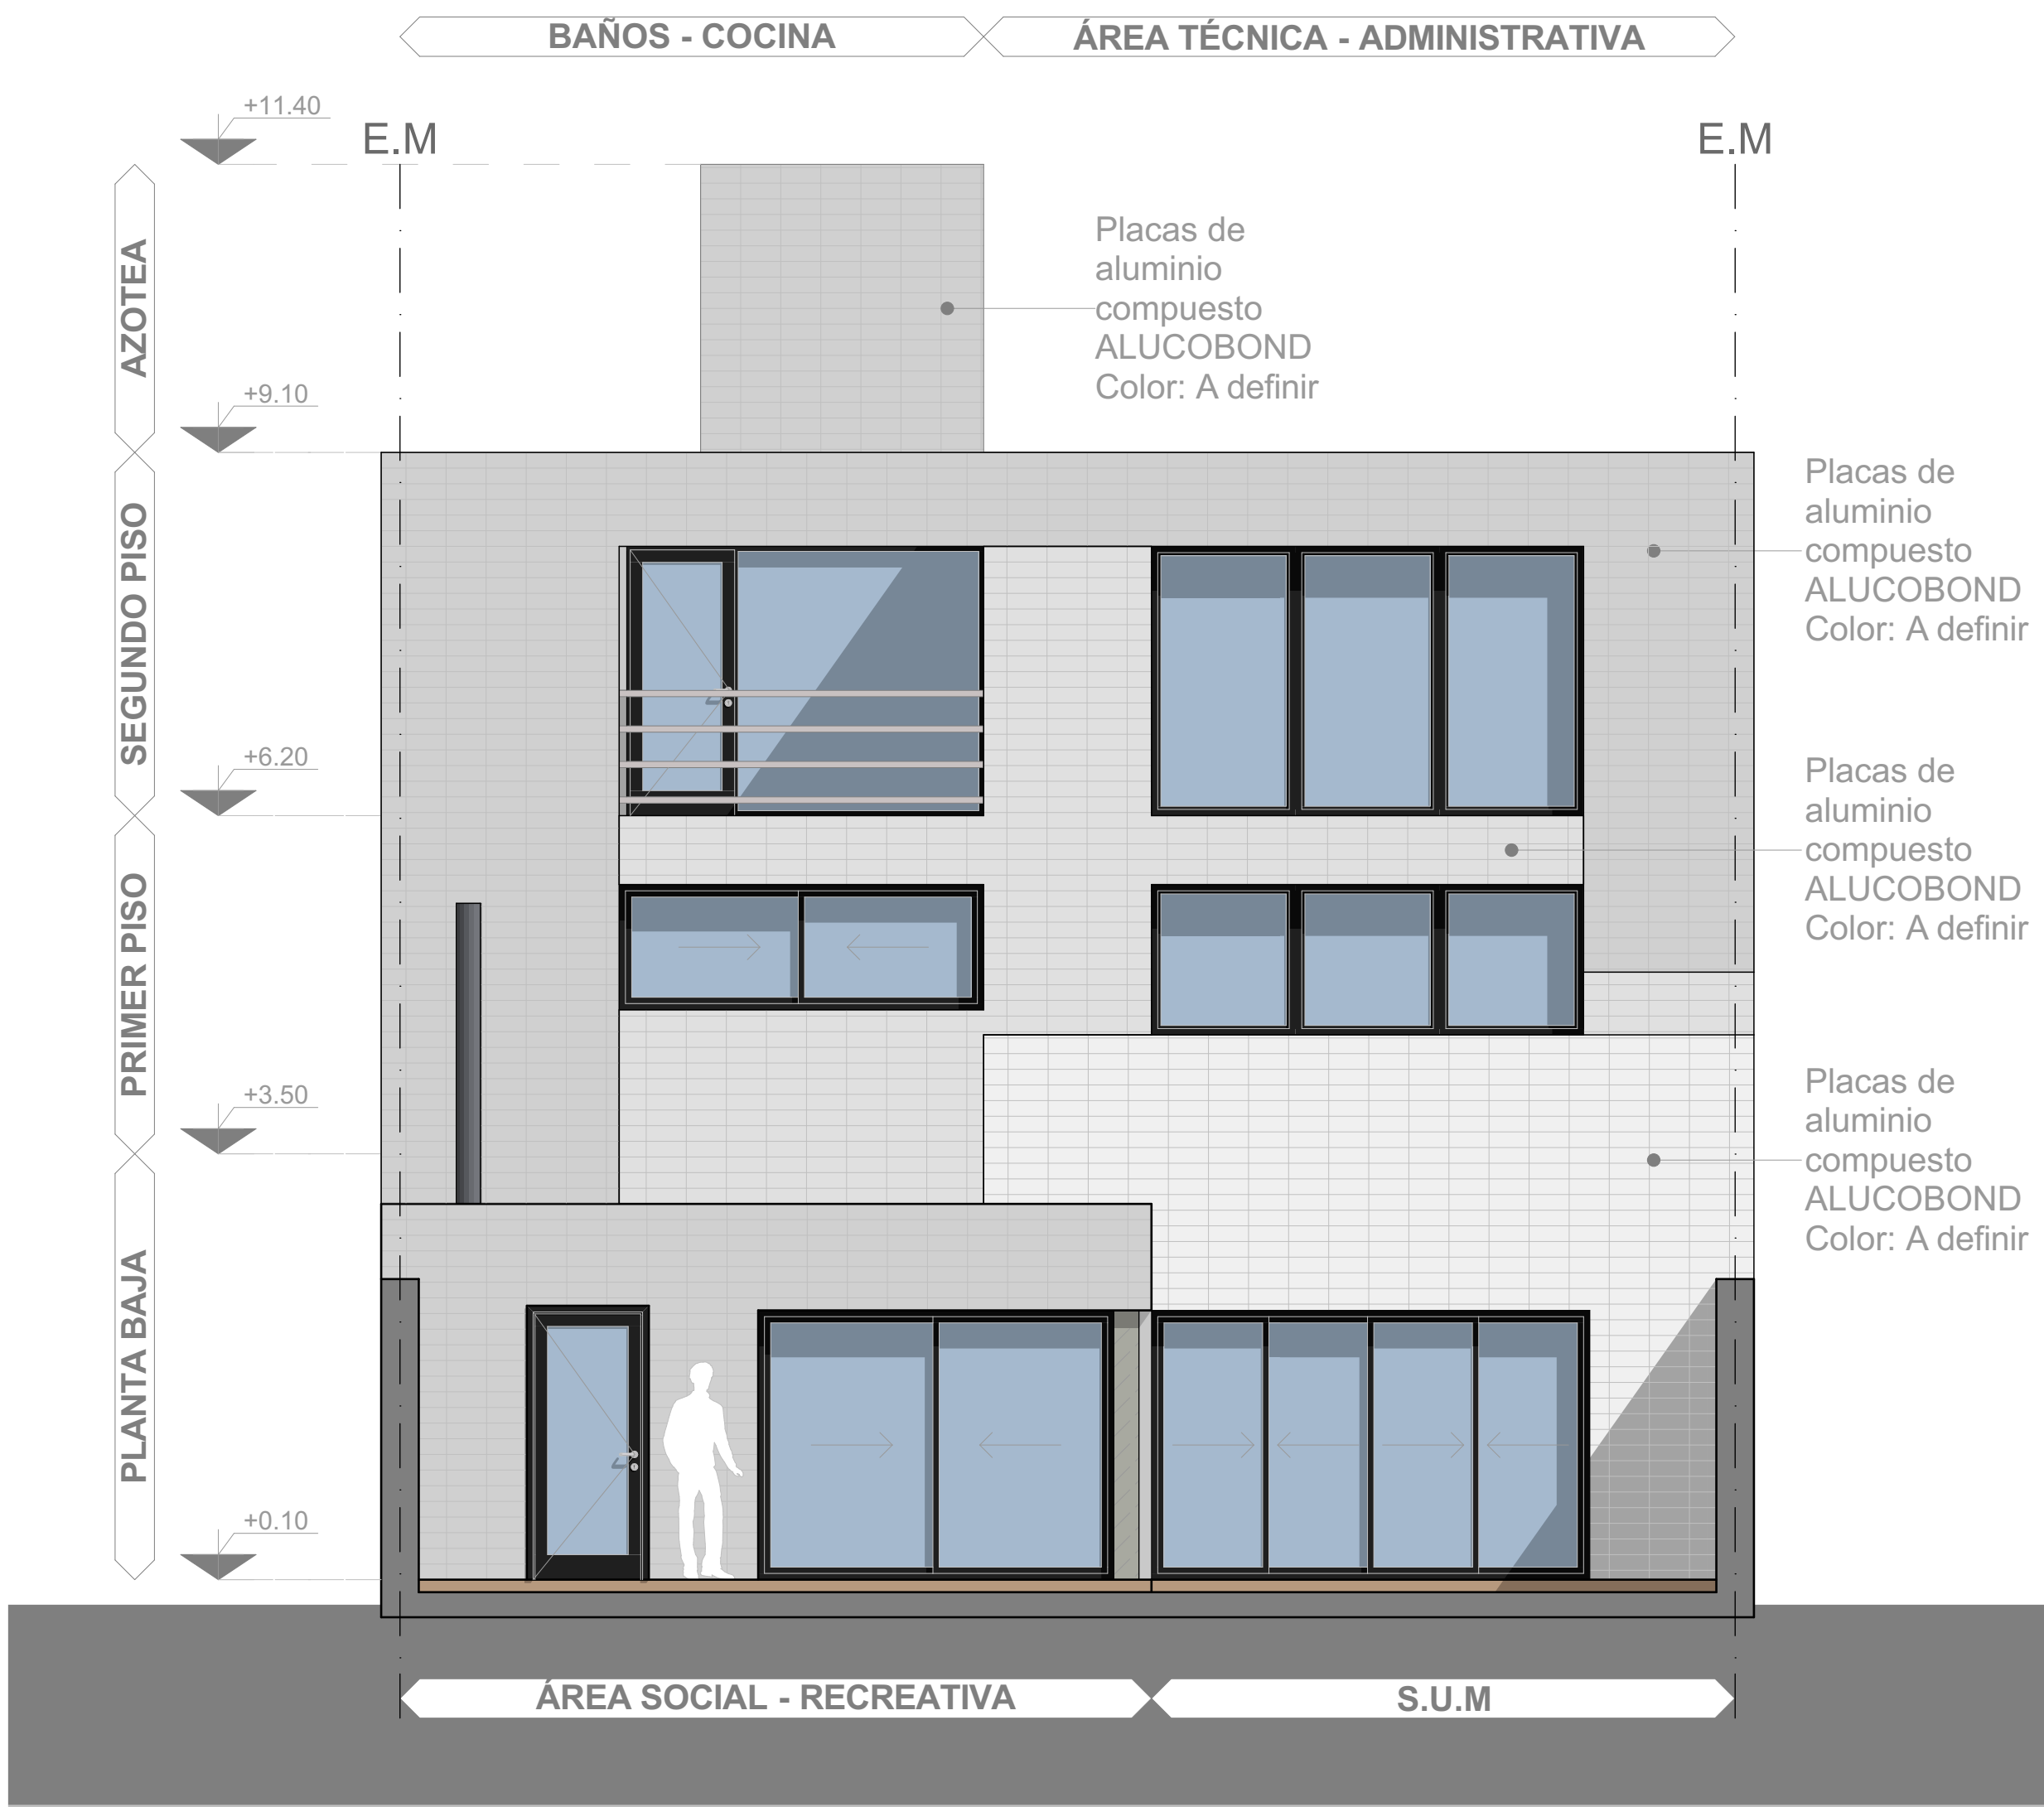 BAÑOS - COCINA
ÁREA TÉCNICA - ADMINISTRATIVA
+11.40
E.M
E.M
AZOTEA
Placas de
aluminio
compuesto
ALUCOBOND
Color: A definir
+9.10
SEGUNDO PISO
Placas de
aluminio
compuesto
ALUCOBOND
Color: A definir
+6.20
PRIMER PISO
Placas de
aluminio
compuesto
ALUCOBOND
Color: A definir
+3.50
PLANTA BAJA
Placas de
aluminio
compuesto
ALUCOBOND
Color: A definir
+0.10
ÁREA SOCIAL - RECREATIVA
S.U.M